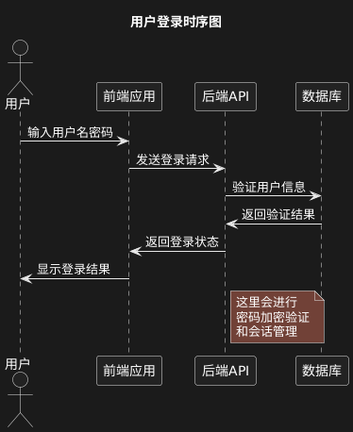 用户登录时序图
用户
前端应用
后端API
数据库
输入用户名密码
发送登录请求
验证用户信息
返回验证结果
返回登录状态
显示登录结果
这里会进行
密码加密验证
和会话管理
用户
前端应用
后端API
数据库